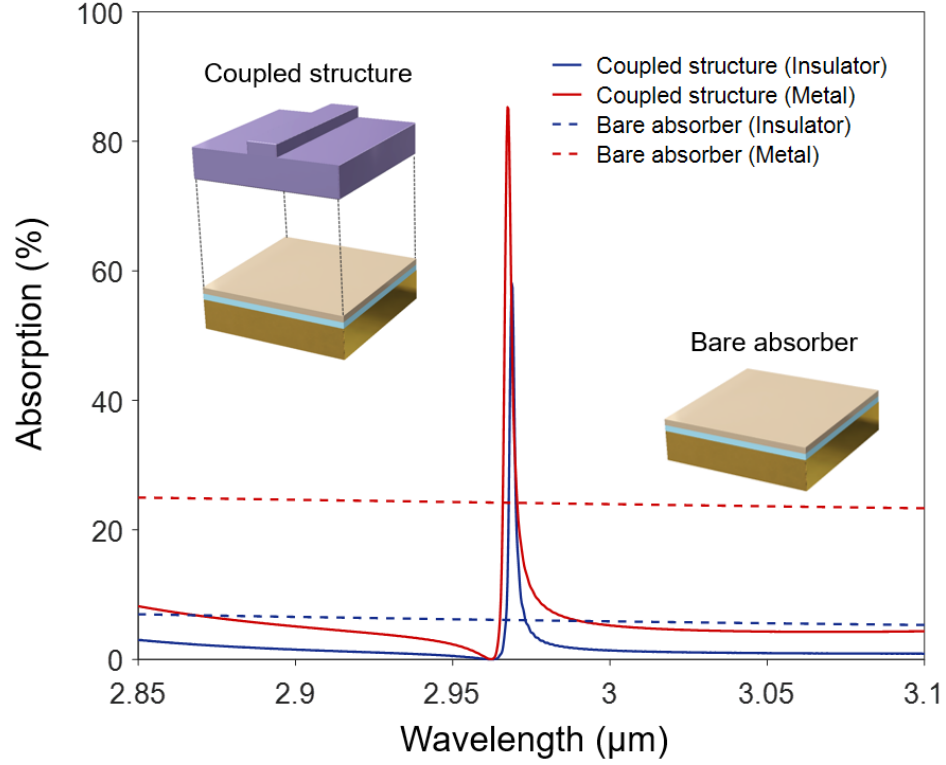 100
80
60
40
20
0
Absorption (%)
Coupled structure
Coupled structure (Insulator)
Coupled structure (Metal)
Bare absorber (Insulator)
Bare absorber (Metal)
Bare absorber
2.85
2.9
2.95
3
3.05
3.1
Wavelength (μm)